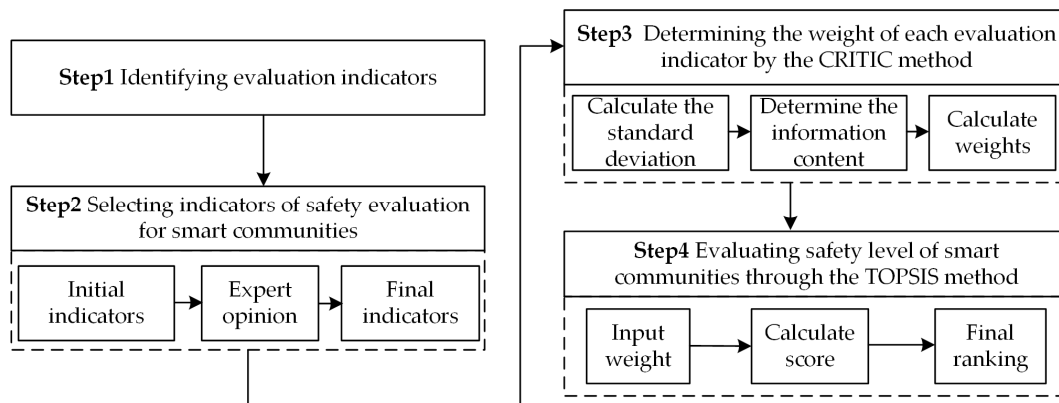 Step1 Identifying evaluation indicators
Step2 Selecting indicators of safety evaluation
for smart communities
Initial
indicators
Expert
opinion
Final
indicators
Step3 Determining the weight of each evaluation
indicator by the CRITIC method
Calculate the
standard
deviation
Determine the
information
content
Calculate
weights
Step4 Evaluating safety level of smart
communities through the TOPSIS method
Input
weight
Calculate
score
Final
ranking